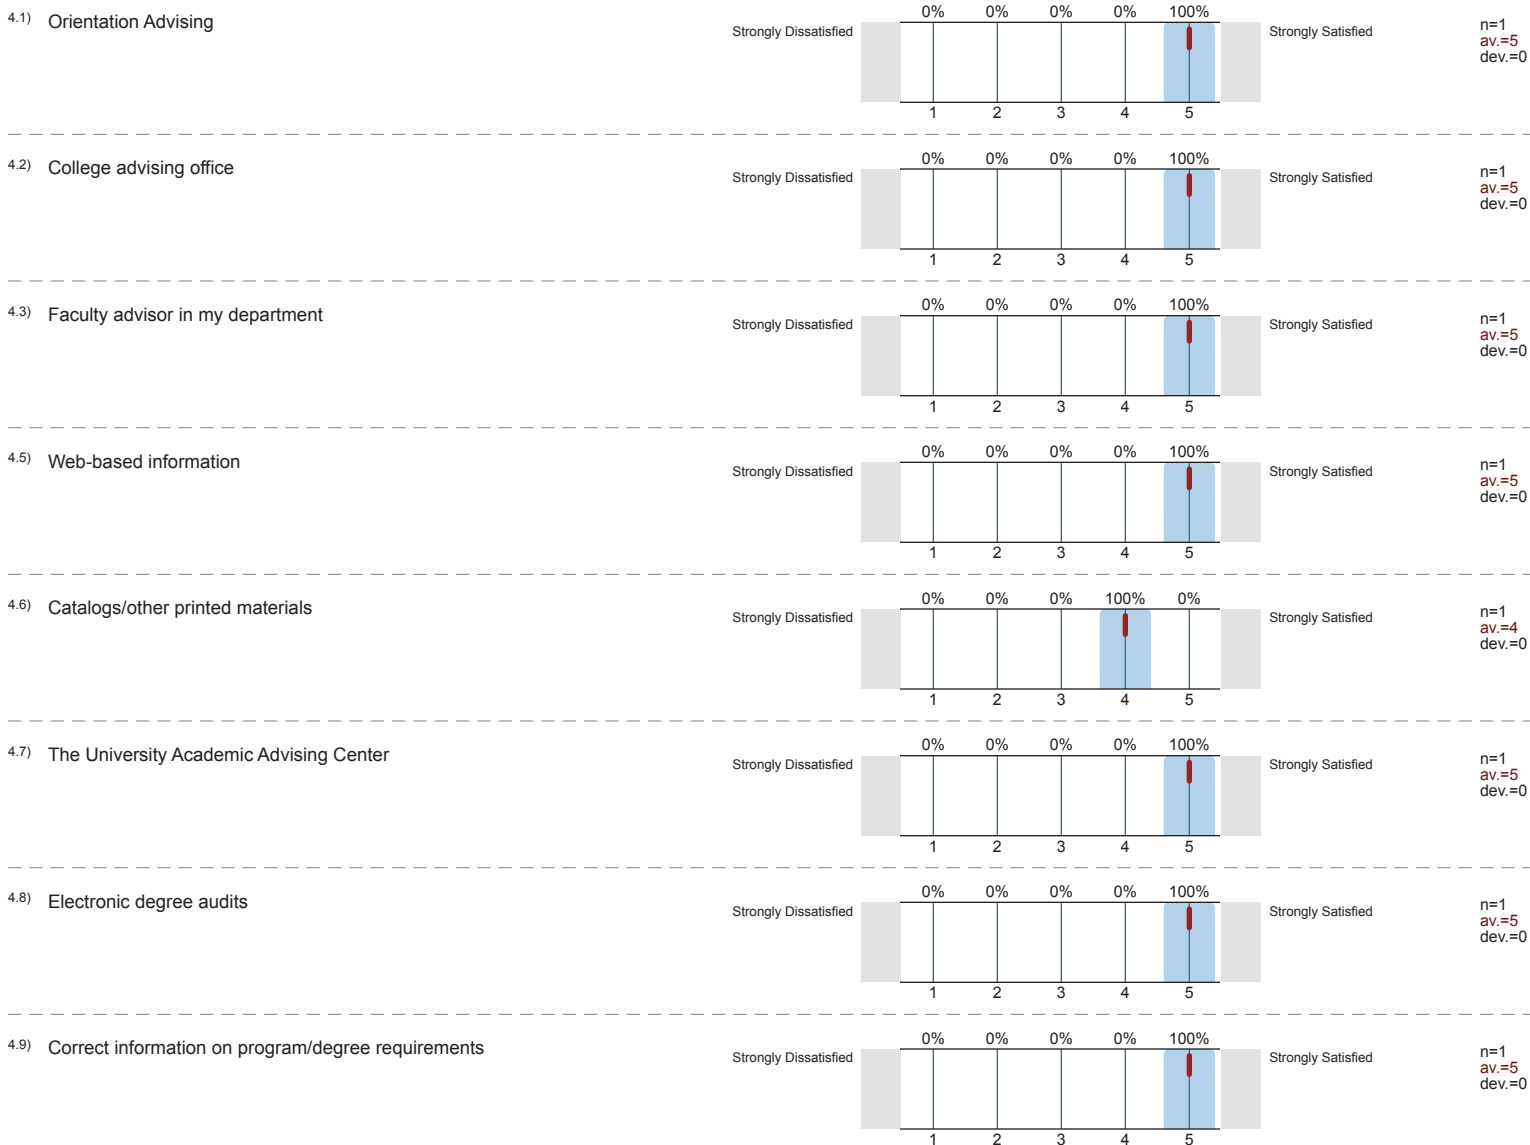 4.1) Orientation Advising
0% 0% 0% 0% 100%
Strongly Dissatisfied Strongly Satisfied
n=1
av.=5
dev.=0
1 2 3 4 5
4.2) College advising office
0% 0% 0% 0% 100%
Strongly Dissatisfied Strongly Satisfied
n=1
av.=5
dev.=0
1 2 3 4 5
4.3) Faculty advisor in my department
0% 0% 0% 0% 100%
Strongly Dissatisfied Strongly Satisfied
n=1
av.=5
dev.=0
1 2 3 4 5
4.5) Web-based information
0% 0% 0% 0% 100%
Strongly Dissatisfied Strongly Satisfied
n=1
av.=5
dev.=0
1 2 3 4 5
4.6) Catalogs/other printed materials
0% 0% 0% 100% 0%
Strongly Dissatisfied Strongly Satisfied
n=1
av.=4
dev.=0
1 2 3 4 5
4.7) The University Academic Advising Center
0% 0% 0% 0% 100%
Strongly Dissatisfied Strongly Satisfied
n=1
av.=5
dev.=0
1 2 3 4 5
4.8) Electronic degree audits
0% 0% 0% 0% 100%
Strongly Dissatisfied Strongly Satisfied
n=1
av.=5
dev.=0
1 2 3 4 5
4.9) Correct information on program/degree requirements
0% 0% 0% 0% 100%
Strongly Dissatisfied Strongly Satisfied
n=1
av.=5
dev.=0
1 2 3 4 5